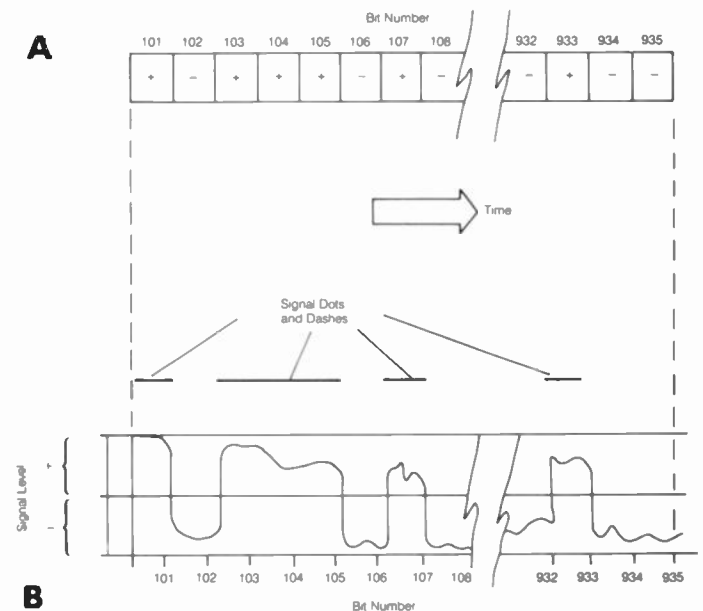 Bit Number
A
101 102 103 104 105 106 107 108 932 933 934 935
+ − + + + − + − − + − −
Time
Signal Dots
and Dashes
Signal Level
+
−
101 102 103 104 105 106 107 108 932 933 934 935
B
Bit Number